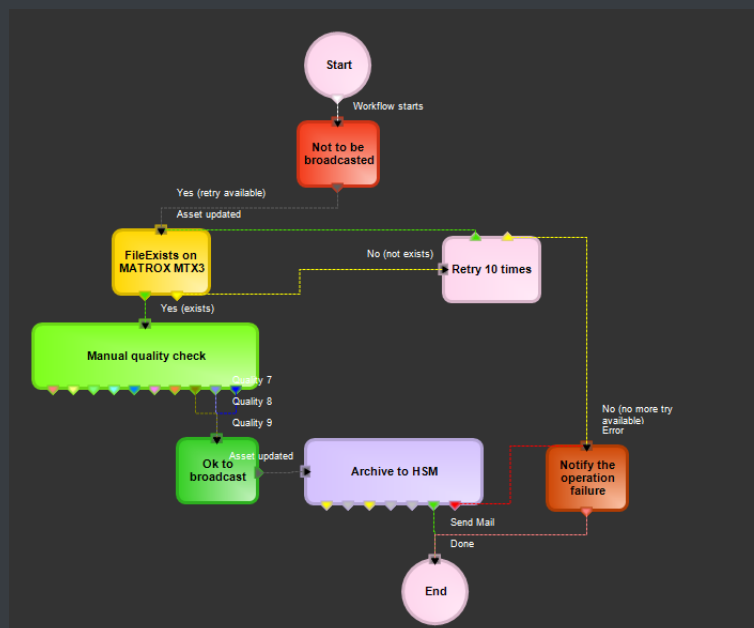 Start
Workflow starts
Not to be
broadcasted
Yes (retry available)
Asset updated
FileExists on
MATROX MTX3
No (not exists)
Retry 10 times
Yes (exists)
Manual quality check
Quality 7
Quality 8
Quality 9
No (no more try
available)
Error
Asset updated
Ok to
broadcast
Archive to HSM
Notify the
operation
failure
Send Mail
Done
End